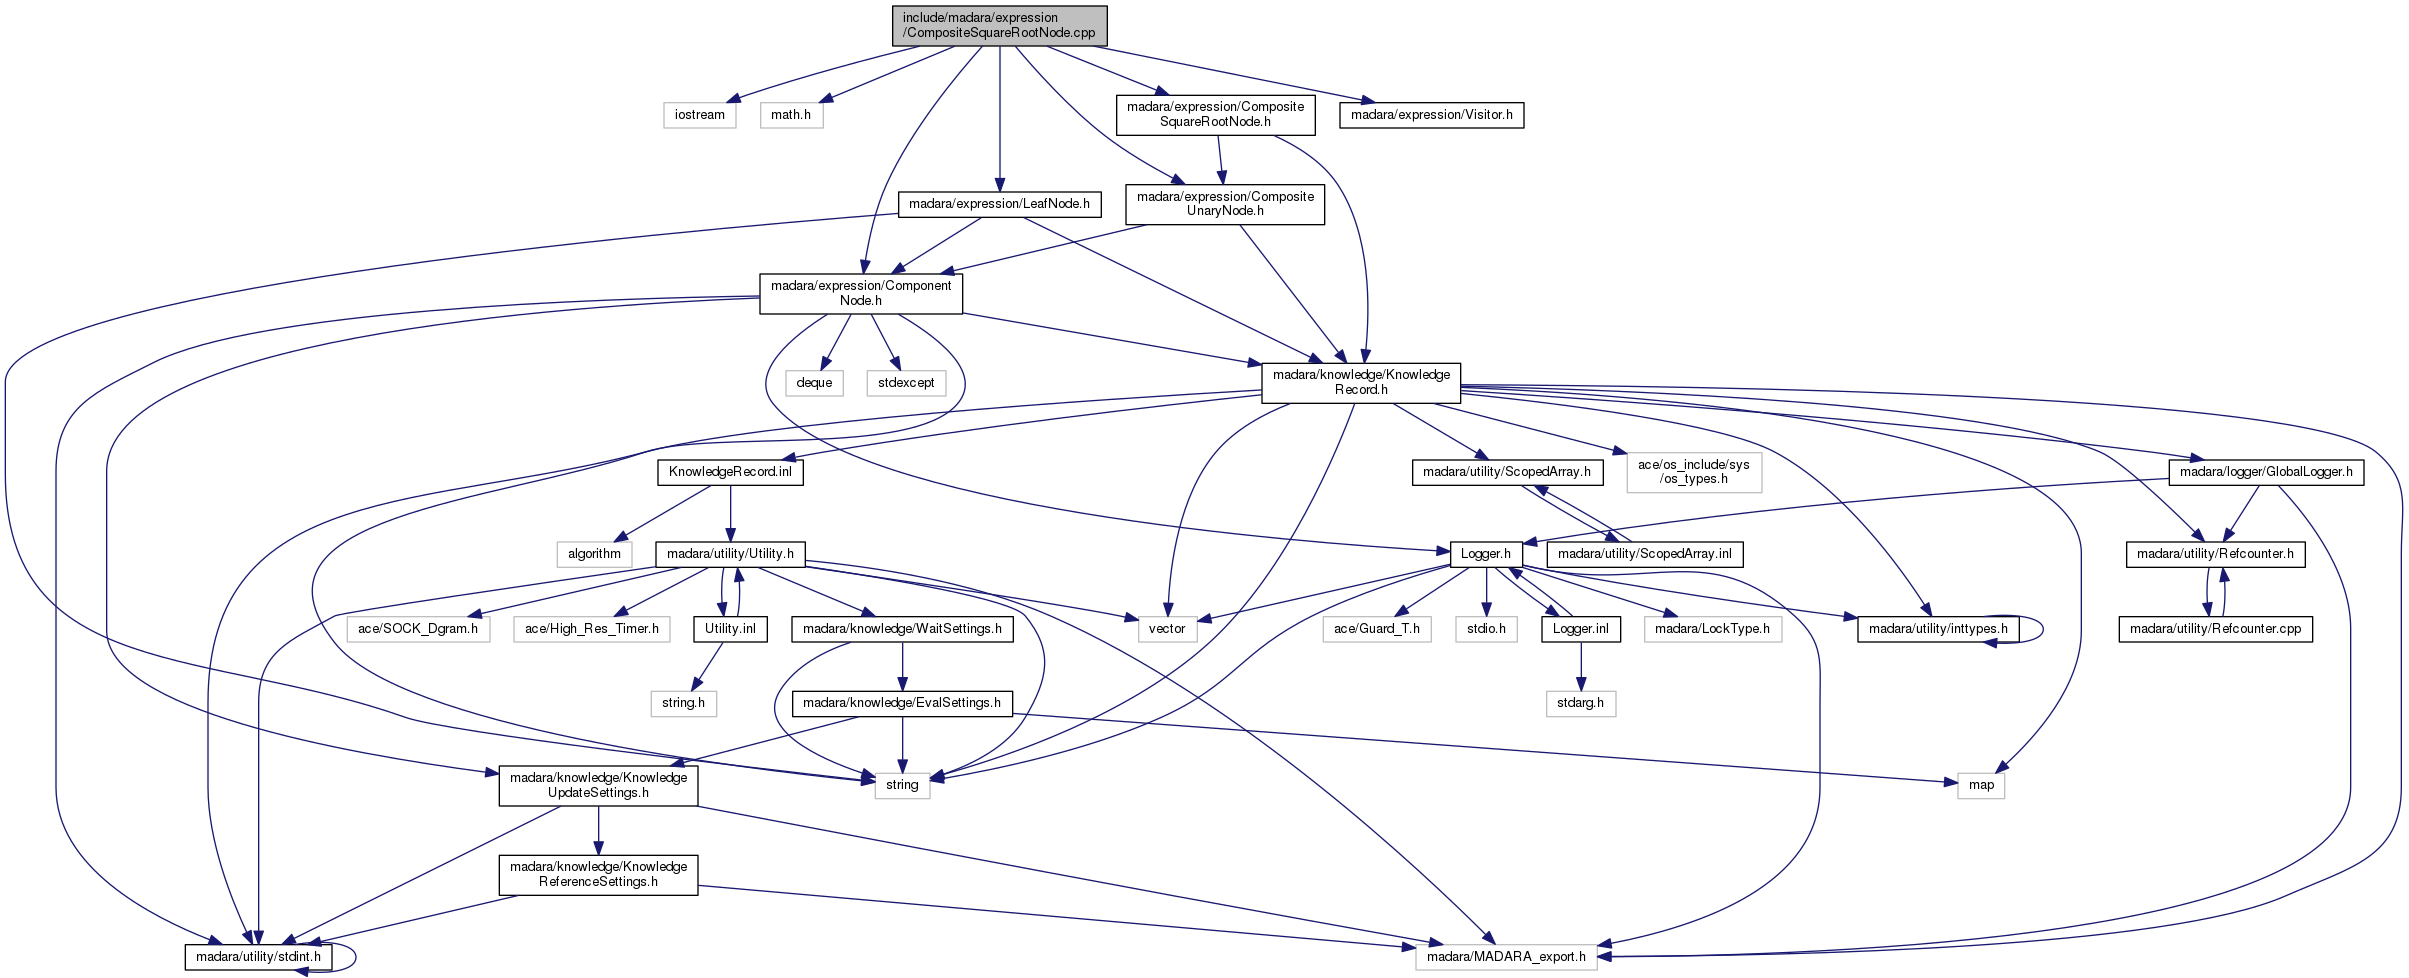 include/madara/expression
/CompositeSquareRootNode.cpp
iostream
math.h
madara/expression/Composite
SquareRootNode.h
madara/expression/Visitor.h
madara/expression/LeafNode.h
madara/expression/Composite
UnaryNode.h
madara/expression/Component
Node.h
deque
stdexcept
madara/knowledge/Knowledge
Record.h
KnowledgeRecord.inl
madara/utility/ScopedArray.h
ace/os_include/sys
/os_types.h
madara/logger/GlobalLogger.h
algorithm
madara/utility/Utility.h
Logger.h
madara/utility/ScopedArray.inl
madara/utility/Refcounter.h
ace/SOCK_Dgram.h
ace/High_Res_Timer.h
Utility.inl
madara/knowledge/WaitSettings.h
vector
ace/Guard_T.h
stdio.h
Logger.inl
madara/LockType.h
madara/utility/inttypes.h
madara/utility/Refcounter.cpp
string.h
madara/knowledge/EvalSettings.h
stdarg.h
madara/knowledge/Knowledge
UpdateSettings.h
string
map
madara/knowledge/Knowledge
ReferenceSettings.h
madara/utility/stdint.h
madara/MADARA_export.h